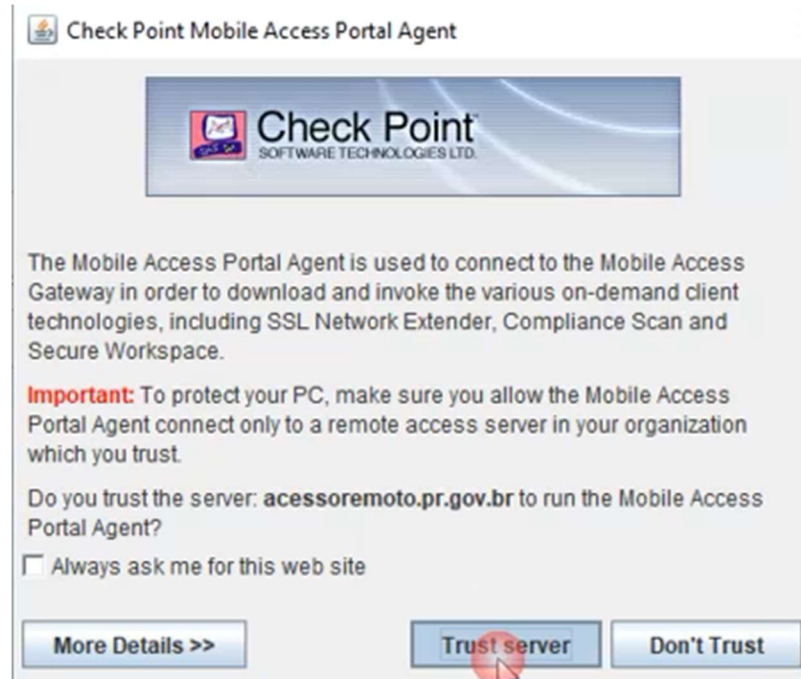 Check Point Mobile Access Portal Agent
Check Point
SOFTWARE TECHNOLOGIES LTD.
The Mobile Access Portal Agent is used to connect to the Mobile Access
Gateway in order to download and invoke the various on-demand client
technologies, including SSL Network Extender, Compliance Scan and
Secure Workspace.
Important: To protect your PC, make sure you allow the Mobile Access
Portal Agent connect only to a remote access server in your organization
which you trust.
Do you trust the server: acessoremoto.pr.gov.br to run the Mobile Access
Portal Agent?
Always ask me for this web site
More Details >>
Trust server
Don't Trust